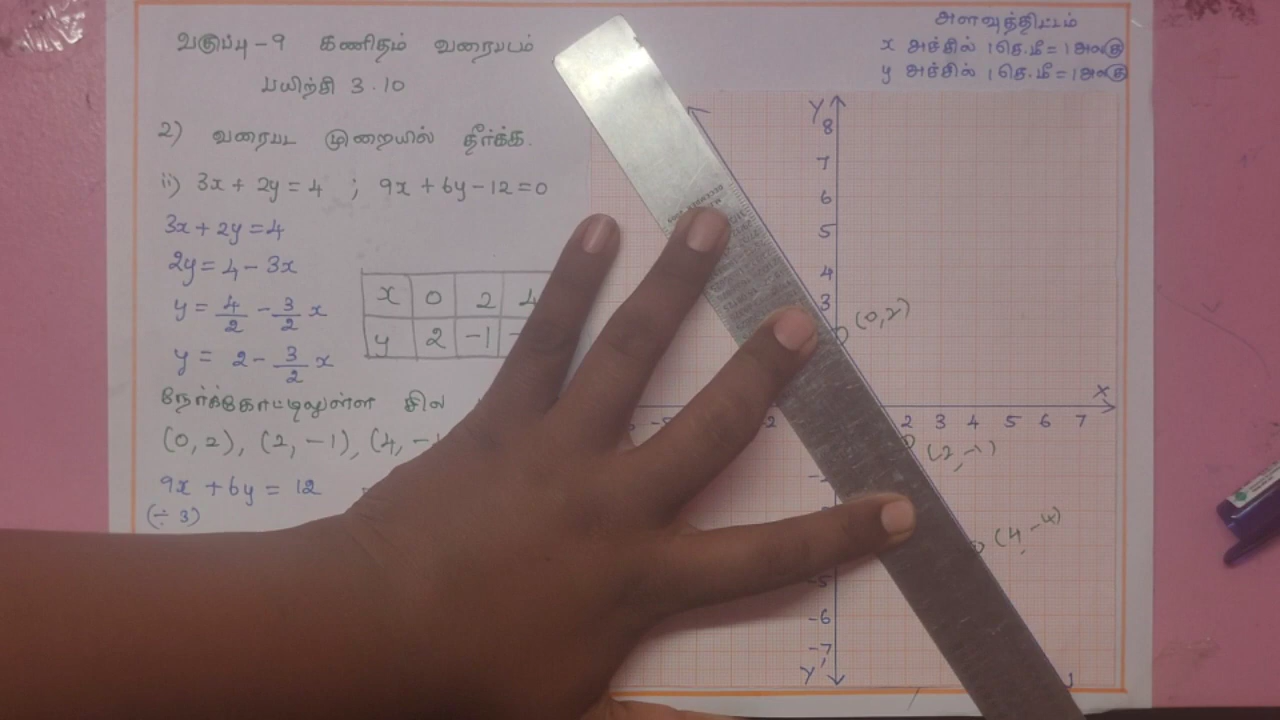 வகுப்பு - 9 கணிதம் வரைபடம்
பயிற்சி 3.10
2) வரைபட முறையில் தீர்க்க.
ii) 3x + 2y = 4 ; 9x + 6y - 12 = 0
3x + 2y = 4
2y = 4 - 3x
y = 4/2 - 3/2 x
y = 2 - 3/2 x
x 0 2 4
y 2 -1
நேர்க்கோட்டிலுள்ள சில
(0, 2), (2, -1), (4, -
9x + 6y = 12
(÷ 3)
அளவுத்திட்டம்
x அச்சில் 1 செ.மீ = 1 அலகு
y அச்சில் 1 செ.மீ = 1 அலகு
Y
8
7
6
5
4
3
(0,2)
X
2 3 4 5 6 7
(2,-1)
(4,-4)
-5
-6
-7
Y'